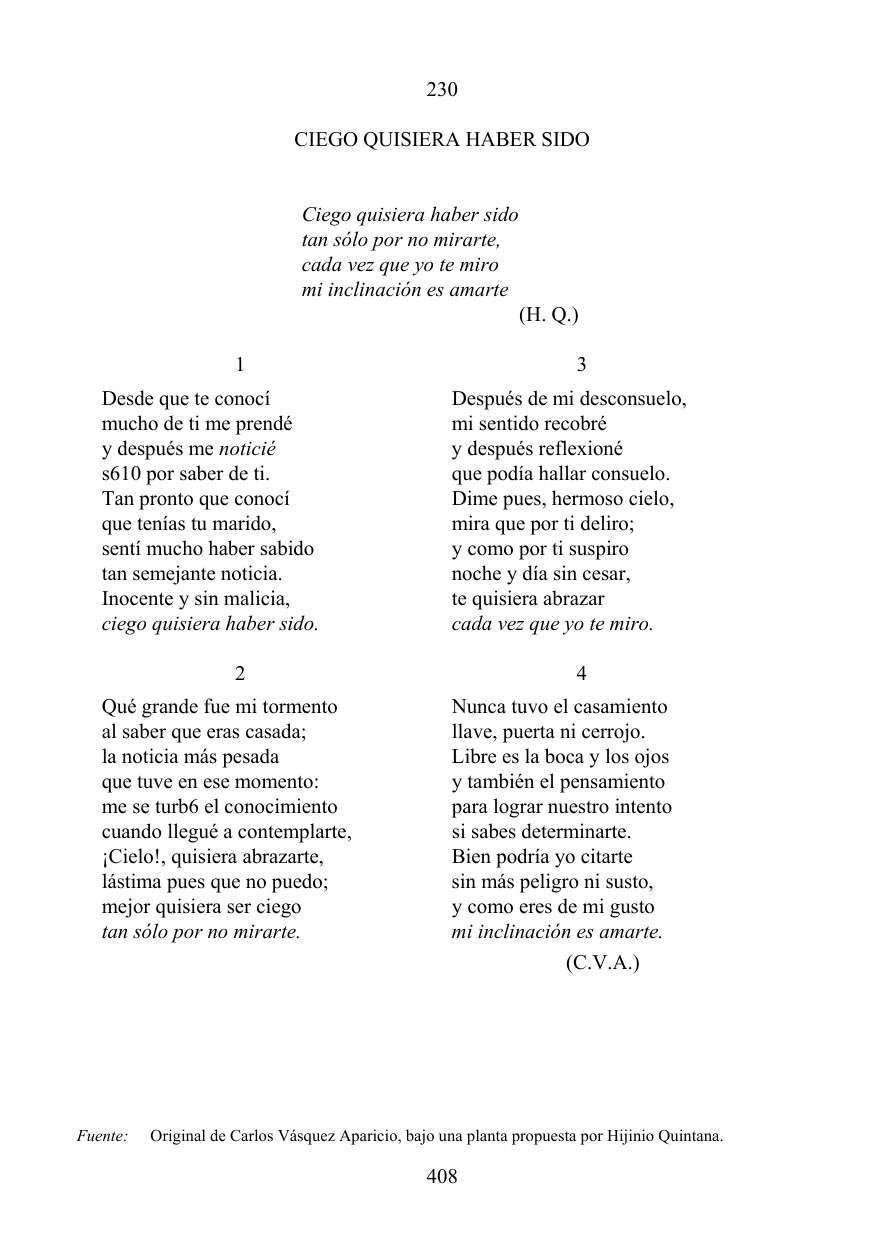 230
CIEGO QUISIERA HABER SIDO
Ciego quisiera haber sido
tan sólo por no mirarte,
cada vez que yo te miro
mi inclinación es amarte
(H. Q.)
1
Desde que te conocí
mucho de ti me prendé
y después me noticié
s610 por saber de ti.
Tan pronto que conocí
que tenías tu marido,
sentí mucho haber sabido
tan semejante noticia.
Inocente y sin malicia,
ciego quisiera haber sido.
2
Qué grande fue mi tormento
al saber que eras casada;
la noticia más pesada
que tuve en ese momento:
me se turb6 el conocimiento
cuando llegué a contemplarte,
¡Cielo!, quisiera abrazarte,
lástima pues que no puedo;
mejor quisiera ser ciego
tan sólo por no mirarte.
3
Después de mi desconsuelo,
mi sentido recobré
y después reflexioné
que podía hallar consuelo.
Dime pues, hermoso cielo,
mira que por ti deliro;
y como por ti suspiro
noche y día sin cesar,
te quisiera abrazar
cada vez que yo te miro.
4
Nunca tuvo el casamiento
llave, puerta ni cerrojo.
Libre es la boca y los ojos
y también el pensamiento
para lograr nuestro intento
si sabes determinarte.
Bien podría yo citarte
sin más peligro ni susto,
y como eres de mi gusto
mi inclinación es amarte.
(C.V.A.)
Fuente: Original de Carlos Vásquez Aparicio, bajo una planta propuesta por Hijinio Quintana.
408